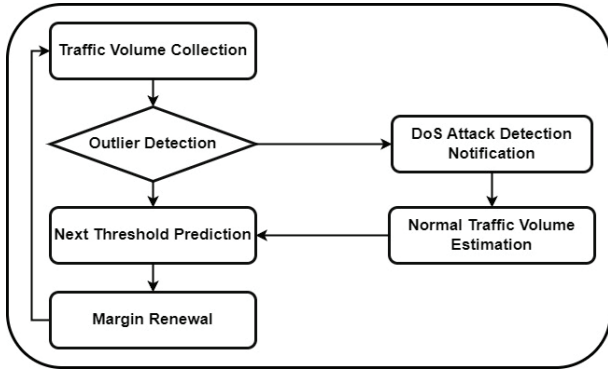 Traffic Volume Collection
Outlier Detection
DoS Attack Detection
Notification
Next Threshold Prediction
Normal Traffic Volume
Estimation
Margin Renewal